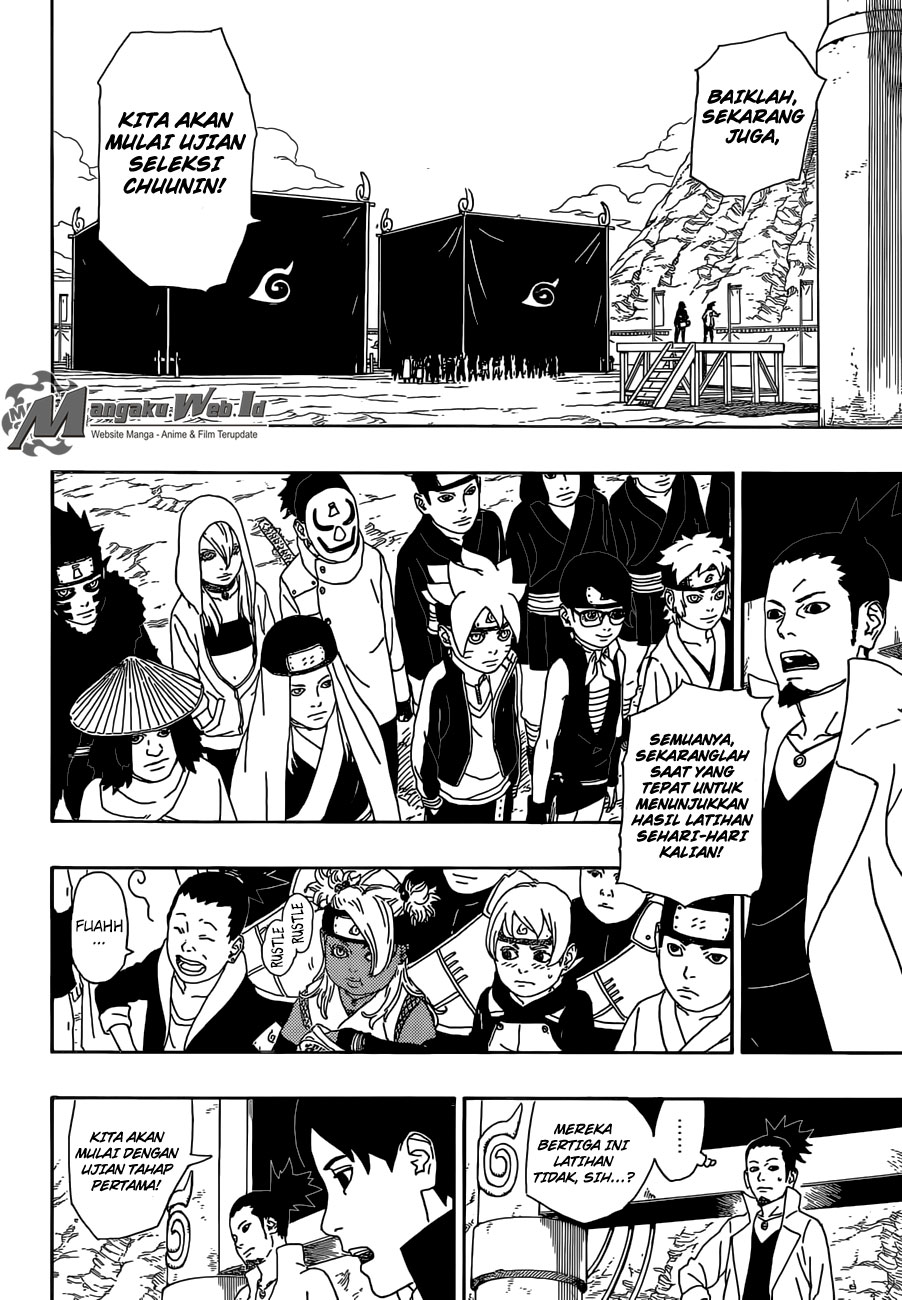 BAIKLAH,
SEKARANG
JUGA,
KITA AKAN
MULAI UJIAN
SELEKSI
CHUUNIN!
Mangaku Web Id
Website Manga - Anime & Film Terupdate
SEMUANYA,
SEKARANGLAH
SAAT YANG
TEPAT UNTUK
MENUNJUKKAN
HASIL LATIHAN
SEHARI-HARI
KALIAN!
FUAHH
...
RUSTLE
RUSTLE
KITA AKAN
MULAI DENGAN
UJIAN TAHAP
PERTAMA!
......
MEREKA
BERTIGA INI
LATIHAN
TIDAK, SIH...?